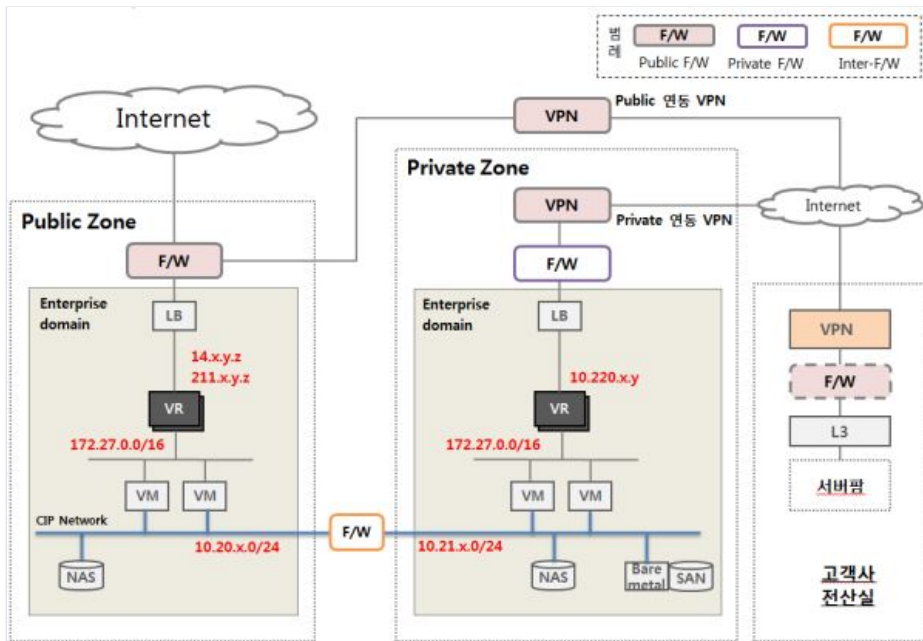 범
례
F/W
F/W
F/W
Public F/W
Private F/W
Inter-F/W
Internet
VPN
Public 연동 VPN
Private Zone
VPN
Private 연동 VPN
Internet
Public Zone
F/W
F/W
Enterprise
domain
LB
14.x.y.z
211.x.y.z
VR
172.27.0.0/16
VM
VM
CIP Network
10.20.x.0/24
NAS
F/W
Enterprise
domain
LB
10.220.x.y
VR
172.27.0.0/16
VM
VM
10.21.x.0/24
NAS
Bare
metal
SAN
VPN
F/W
L3
서버팜
고객사
전산실